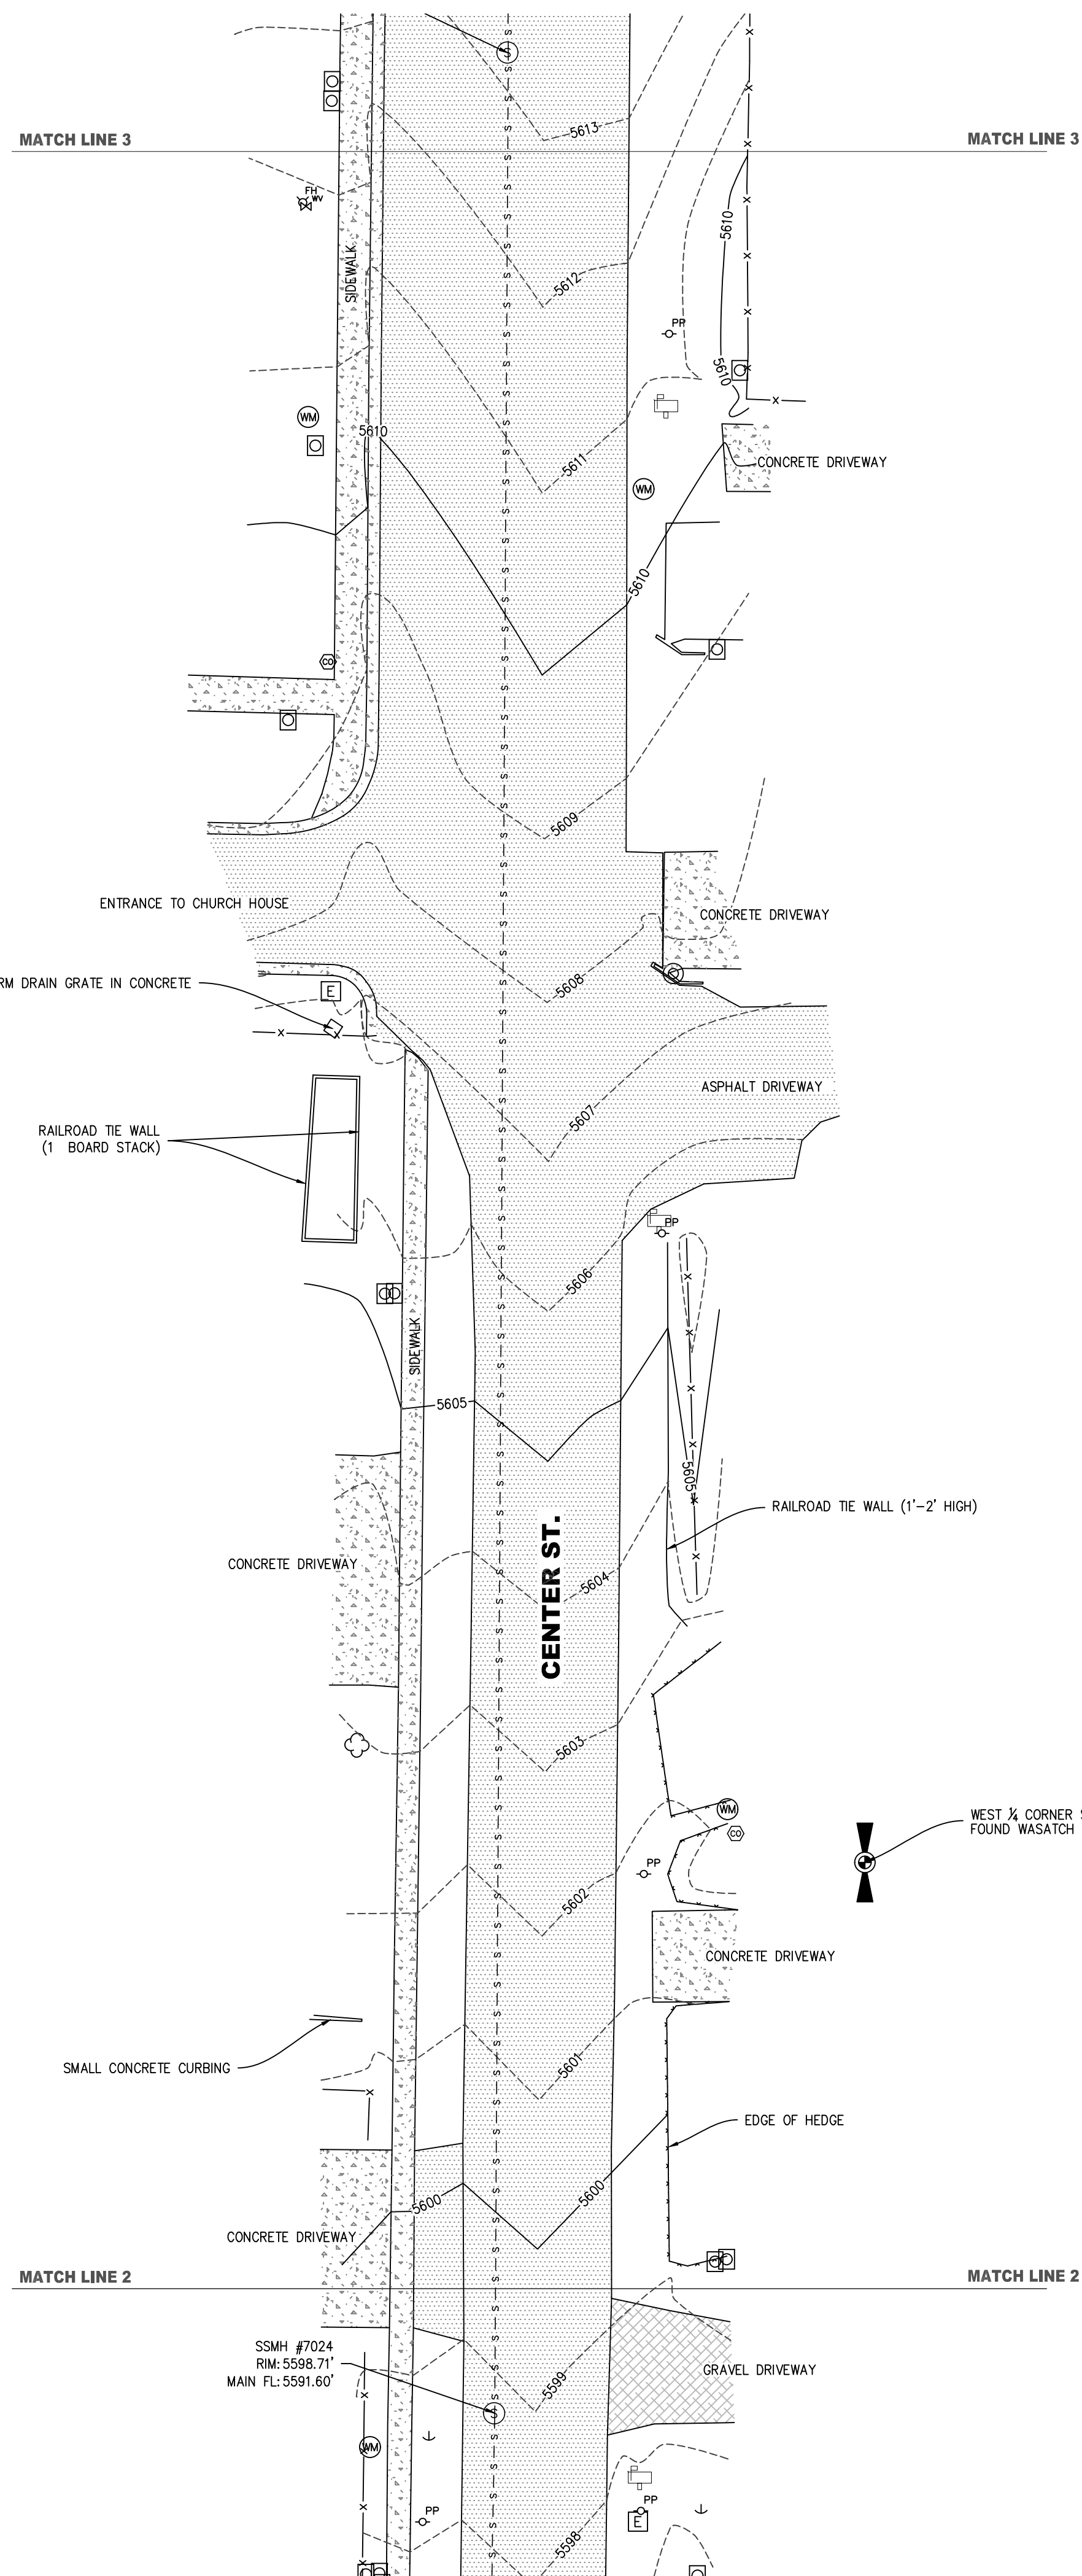 5613
MATCH LINE 3
MATCH LINE 3
FH
WV
5610
SIDEWALK
5612
PP
5610
WM
5610
CONCRETE DRIVEWAY
5611
WM
5610
CO
5609
ENTRANCE TO CHURCH HOUSE
CONCRETE DRIVEWAY
RM DRAIN GRATE IN CONCRETE
E
5608
ASPHALT DRIVEWAY
5607
RAILROAD TIE WALL
(1 BOARD STACK)
PP
5606
SIDEWALK
5605
5605
RAILROAD TIE WALL (1'-2' HIGH)
CENTER ST.
CONCRETE DRIVEWAY
5604
5603
WM
CO
WEST ¼ CORNER
FOUND WASATCH
PP
5602
CONCRETE DRIVEWAY
5601
SMALL CONCRETE CURBING
EDGE OF HEDGE
5600
5600
CONCRETE DRIVEWAY
MATCH LINE 2
MATCH LINE 2
SSMH #7024
RIM: 5598.71'
MAIN FL: 5591.60'
S
GRAVEL DRIVEWAY
5599
WM
PP
PP
E
5598